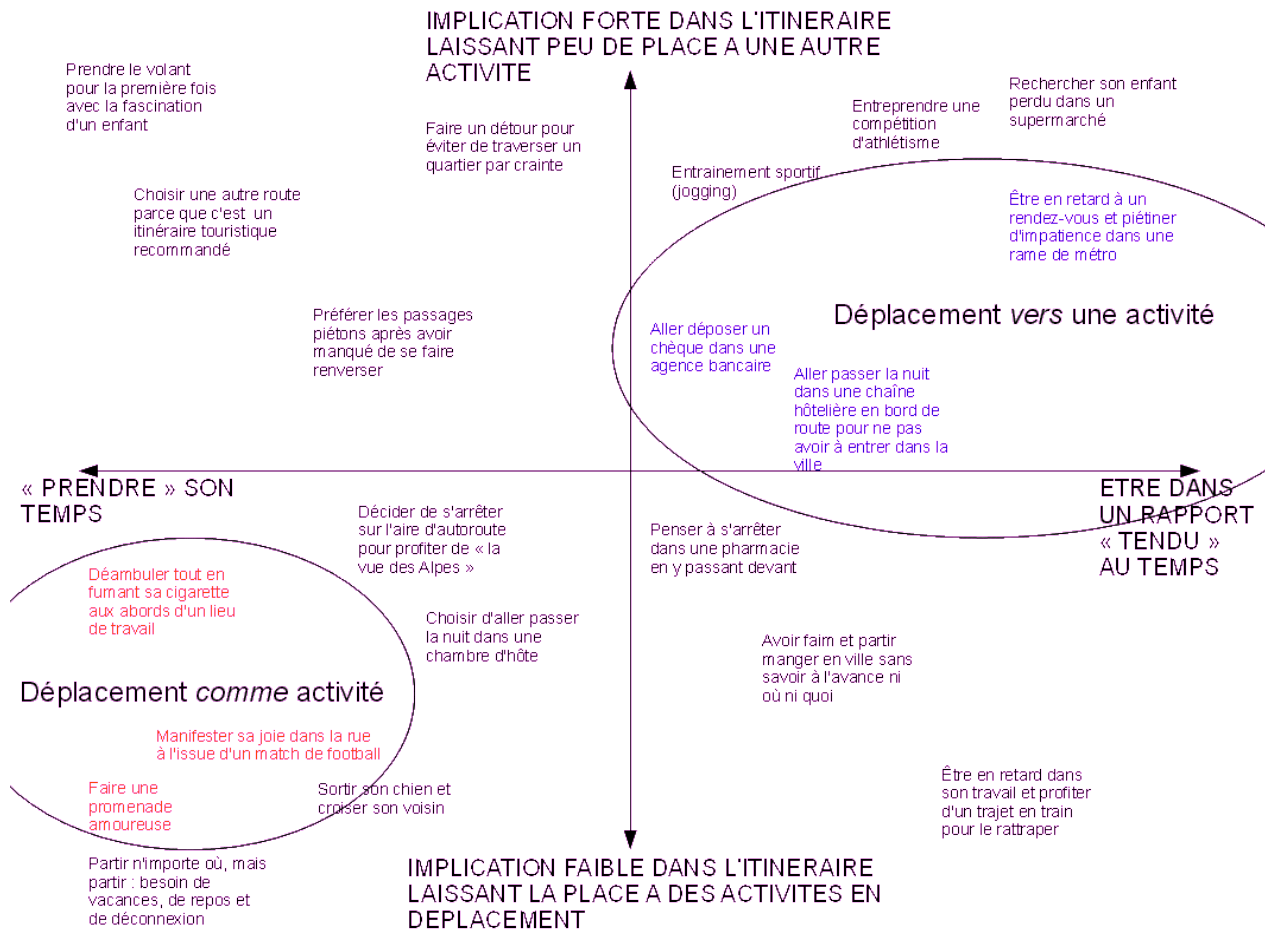 IMPLICATION FORTE DANS L'ITINERAIRE
LAISSANT PEU DE PLACE A UNE AUTRE
ACTIVITE
Prendre le volant
pour la première fois
avec la fascination
d'un enfant
Faire un détour pour
éviter de traverser un
quartier par crainte
Entreprendre une
compétition
d'athlétisme
Rechercher son enfant
perdu dans un
supermarché
Choisir une autre route
parce que c'est un
itinéraire touristique
recommandé
Entrainement sportif
(jogging)
Être en retard à un
rendez-vous et piétiner
d'impatience dans une
rame de métro
Préférer les passages
piétons après avoir
manqué de se faire
renverser
Déplacement vers une activité
Aller déposer un
chèque dans une
agence bancaire
Aller passer la nuit
dans une chaîne
hôtelière en bord de
route pour ne pas
avoir à entrer dans la
ville
« PRENDRE » SON
TEMPS
ETRE DANS
UN RAPPORT
« TENDU »
AU TEMPS
Décider de s'arrêter
sur l'aire d'autoroute
pour profiter de « la
vue des Alpes »
Penser à s'arrêter
dans une pharmacie
en y passant devant
Déambuler tout en
fumant sa cigarette
aux abords d'un lieu
de travail
Choisir d'aller passer
la nuit dans une
chambre d'hôte
Avoir faim et partir
manger en ville sans
savoir à l'avance ni
où ni quoi
Déplacement comme activité
Manifester sa joie dans la rue
à l'issue d'un match de football
Faire une
promenade
amoureuse
Sortir son chien et
croiser son voisin
Être en retard dans
son travail et profiter
d'un trajet en train
pour le rattraper
Partir n'importe où, mais
partir : besoin de
vacances, de repos et
de déconnexion
IMPLICATION FAIBLE DANS L'ITINERAIRE
LAISSANT LA PLACE A DES ACTIVITES EN
DEPLACEMENT